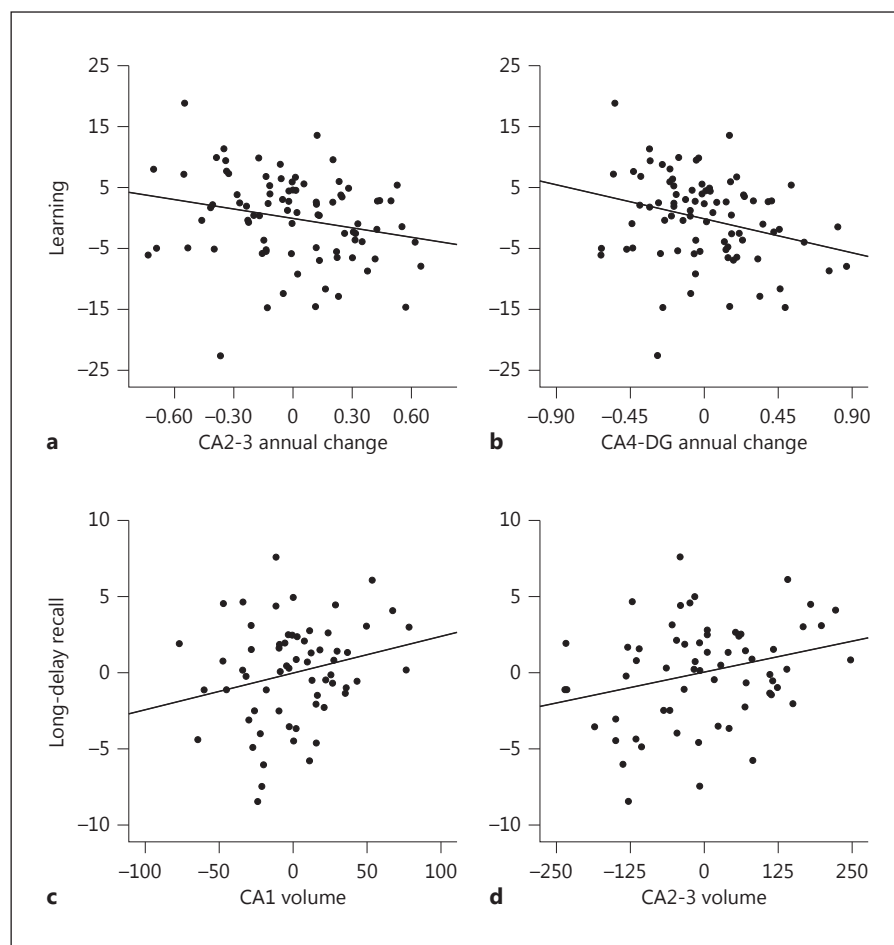 25
15
5
−5
−15
−25
Learning
−0.60 −0.30 0 0.30 0.60
a CA2-3 annual change
25
15
5
−5
−15
−25
−0.90 −0.45 0 0.45 0.90
b CA4-DG annual change
10
5
0
−5
−10
Long-delay recall
−100 −50 0 50 100
c CA1 volume
10
5
0
−5
−10
−250 −125 0 125 250
d CA2-3 volume